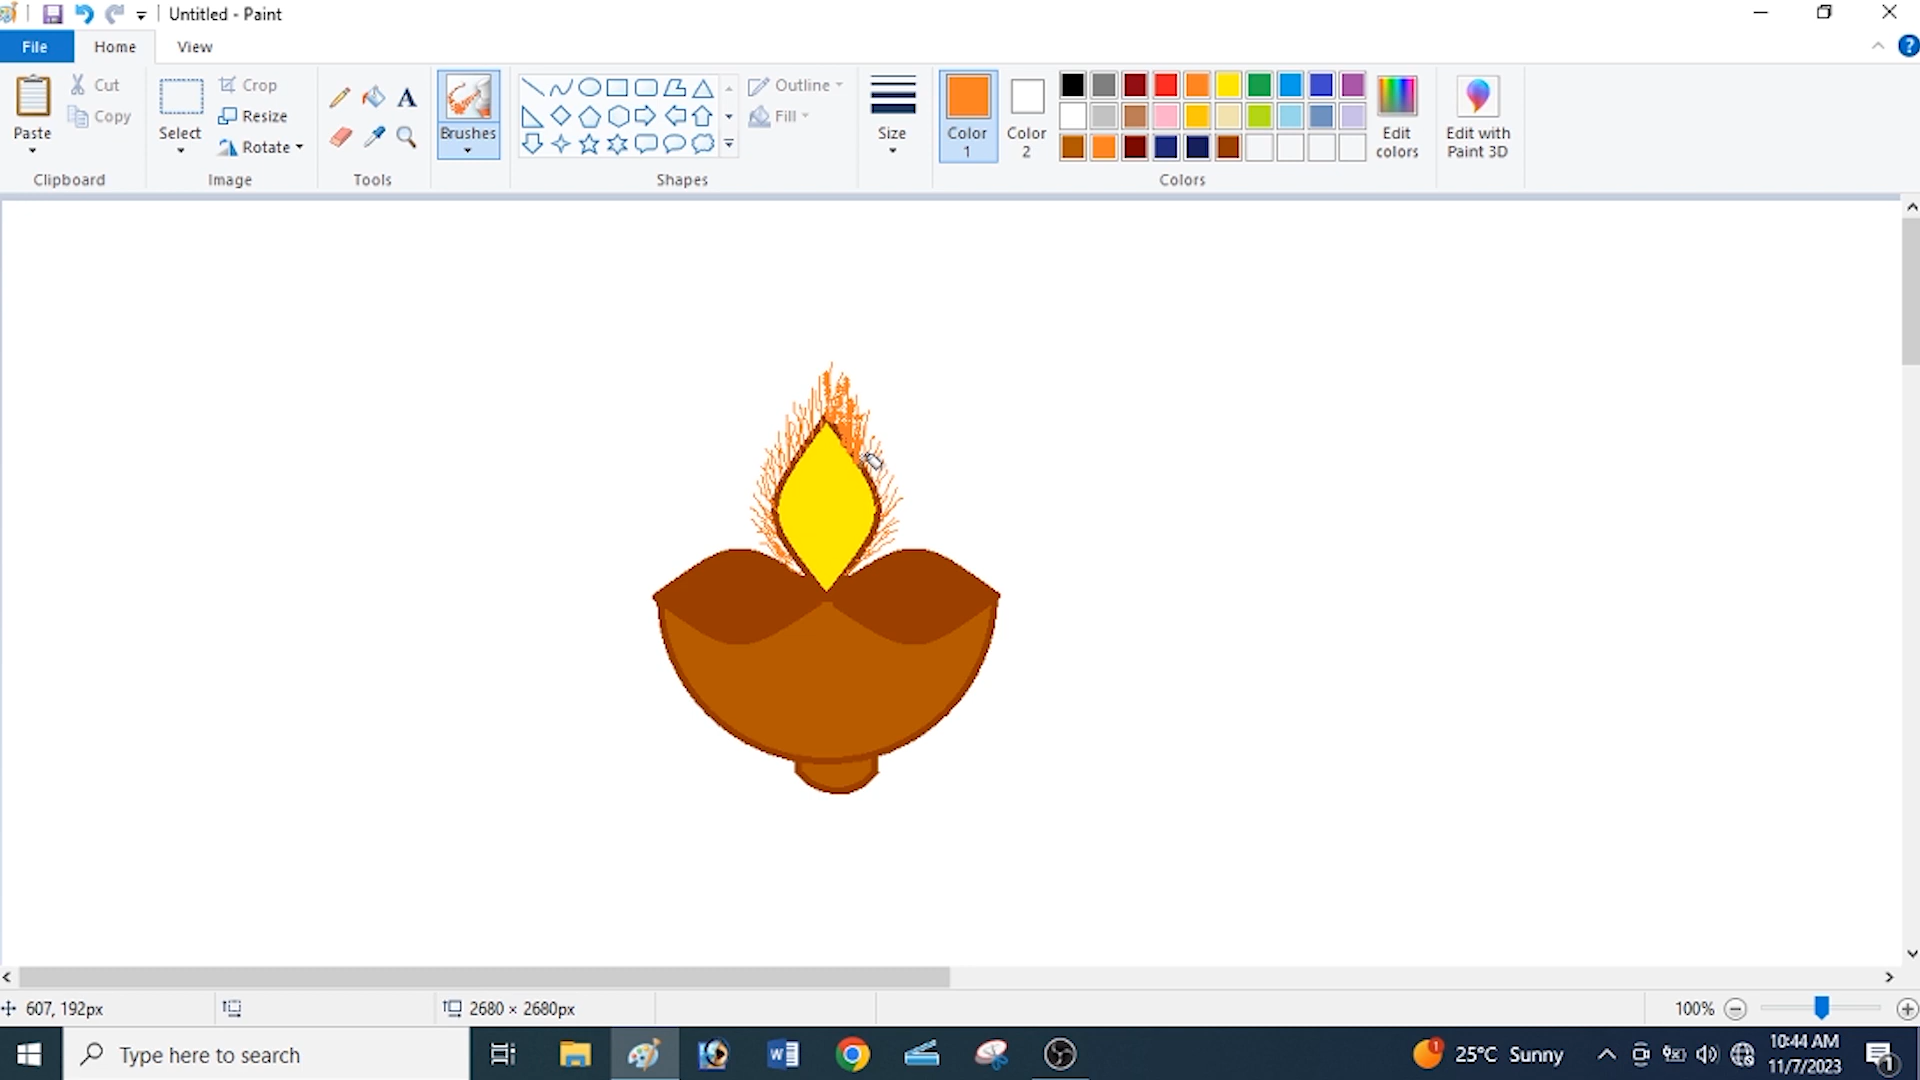 Untitled - Paint
File Home View
Paste Cut Copy
Clipboard
Select Crop Resize Rotate
Image
Tools
Brushes
Outline Fill
Shapes
Size
Color 1
Color 2
Edit colors
Colors
Edit with Paint 3D
A
?
607, 192px
2680 × 2680px
100%
Type here to search
W
1
25°C Sunny
10:44 AM
11/7/2023
1